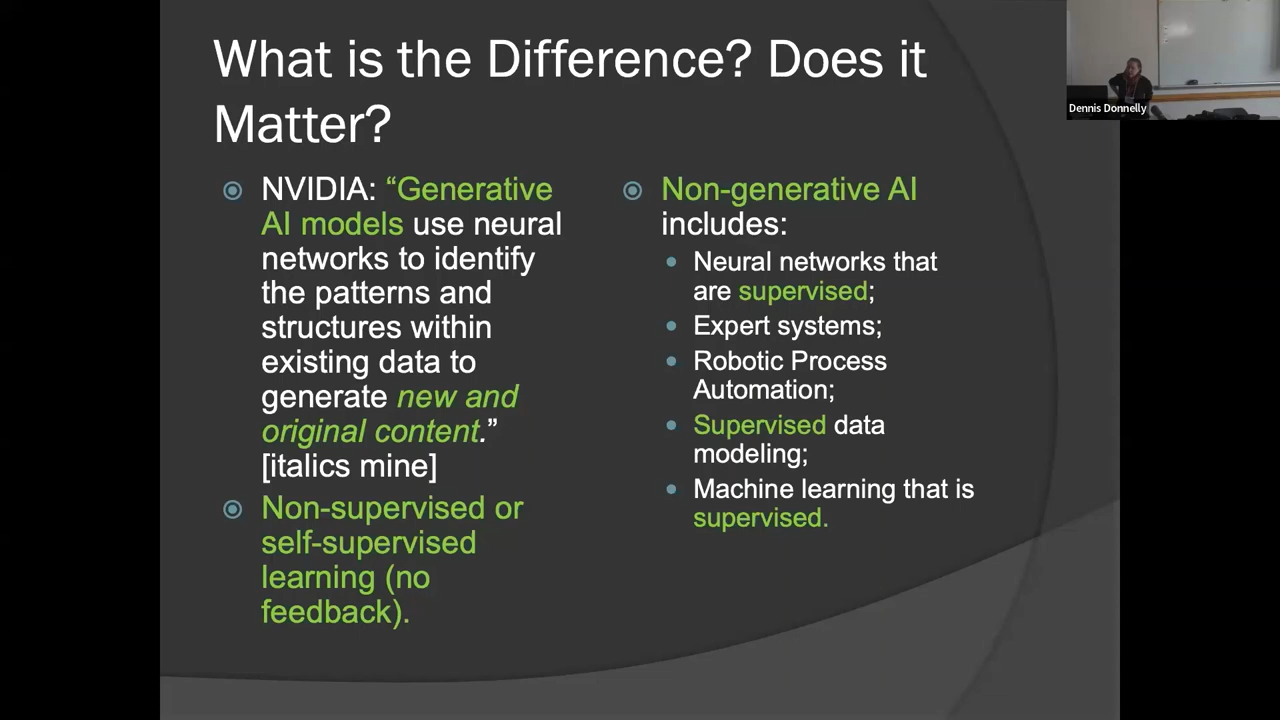 What is the Difference? Does it
Matter?
NVIDIA: “Generative
AI models use neural
networks to identify
the patterns and
structures within
existing data to
generate new and
original content.”
[italics mine]
Non-supervised or
self-supervised
learning (no
feedback).
Non-generative AI
includes:
Neural networks that
are supervised;
Expert systems;
Robotic Process
Automation;
Supervised data
modeling;
Machine learning that is
supervised.
Dennis Donnelly